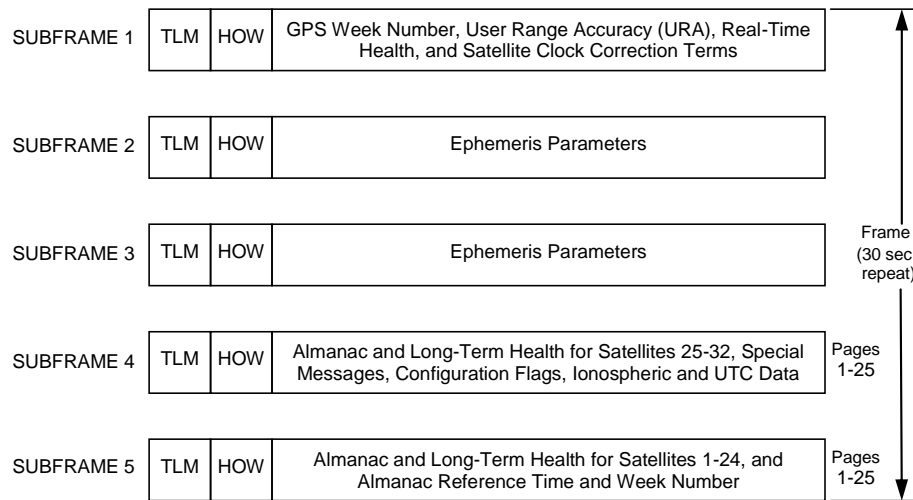 SUBFRAME 1 TLM HOW GPS Week Number, User Range Accuracy (URA), Real-Time
Health, and Satellite Clock Correction Terms
SUBFRAME 2 TLM HOW Ephemeris Parameters
SUBFRAME 3 TLM HOW Ephemeris Parameters
Frame
(30 sec
repeat)
SUBFRAME 4 TLM HOW Almanac and Long-Term Health for Satellites 25-32, Special
Messages, Configuration Flags, Ionospheric and UTC Data
Pages
1-25
SUBFRAME 5 TLM HOW Almanac and Long-Term Health for Satellites 1-24, and
Almanac Reference Time and Week Number
Pages
1-25